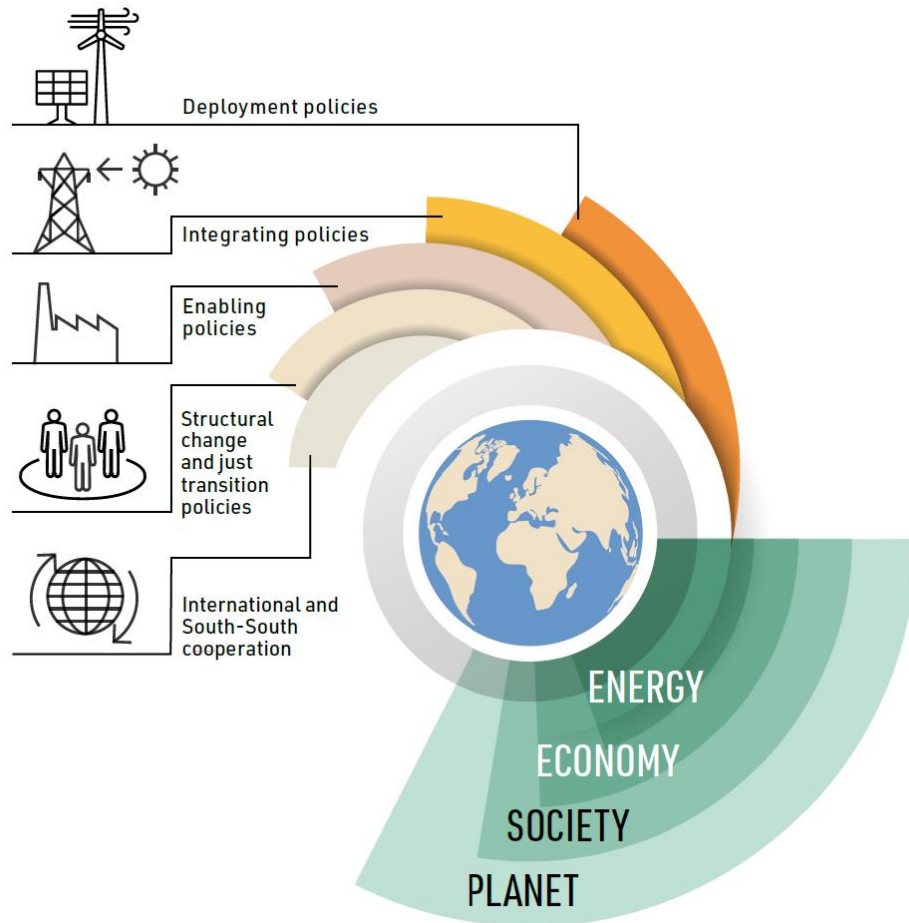 Deployment policies
Integrating policies
Enabling
policies
Structural
change
and just
transition
policies
International and
South-South
cooperation
ENERGY
ECONOMY
SOCIETY
PLANET